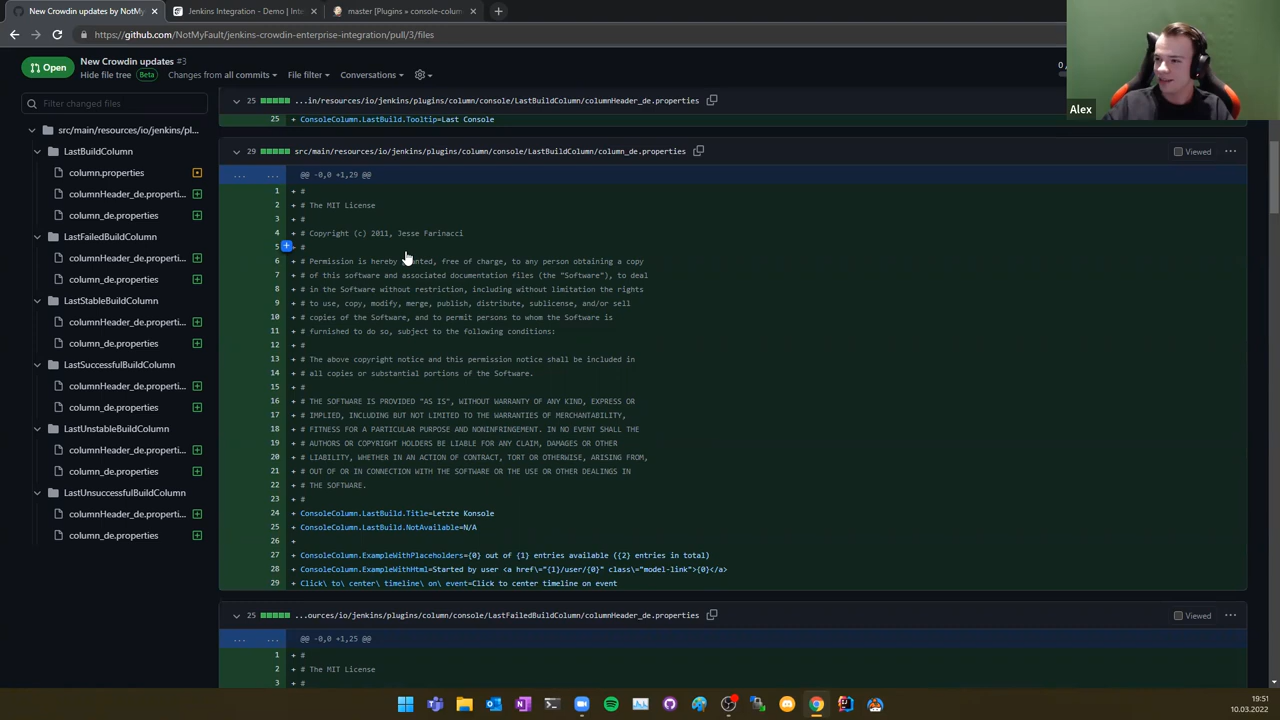 New Crowdin updates by NotMy
Jenkins Integration - Demo | Inte
master [Plugins » console-colum
https://github.com/NotMyFault/jenkins-crowdin-enterprise-integration/pull/3/files
Alex
Open
New Crowdin updates #3
Hide file tree Beta
Changes from all commits
File filter
Conversations
0
Filter changed files
src/main/resources/io/jenkins/pl...
LastBuildColumn
column.properties
columnHeader_de.properti...
column_de.properties
LastFailedBuildColumn
columnHeader_de.properti...
column_de.properties
LastStableBuildColumn
columnHeader_de.properti...
column_de.properties
LastSuccessfulBuildColumn
columnHeader_de.properti...
column_de.properties
LastUnstableBuildColumn
columnHeader_de.properti...
column_de.properties
LastUnsuccessfulBuildColumn
columnHeader_de.properti...
column_de.properties
25 ...in/resources/io/jenkins/plugins/column/console/LastBuildColumn/columnHeader_de.properties
25 + ConsoleColumn.LastBuild.Tooltip=Last Console
29 src/main/resources/io/jenkins/plugins/column/console/LastBuildColumn/column_de.properties
Viewed
... ... @@ -0,0 +1,29 @@
1 + #
2 + # The MIT License
3 + #
4 + # Copyright (c) 2011, Jesse Farinacci
5 + #
6 + # Permission is hereby granted, free of charge, to any person obtaining a copy
7 + # of this software and associated documentation files (the "Software"), to deal
8 + # in the Software without restriction, including without limitation the rights
9 + # to use, copy, modify, merge, publish, distribute, sublicense, and/or sell
10 + # copies of the Software, and to permit persons to whom the Software is
11 + # furnished to do so, subject to the following conditions:
12 + #
13 + # The above copyright notice and this permission notice shall be included in
14 + # all copies or substantial portions of the Software.
15 + #
16 + # THE SOFTWARE IS PROVIDED "AS IS", WITHOUT WARRANTY OF ANY KIND, EXPRESS OR
17 + # IMPLIED, INCLUDING BUT NOT LIMITED TO THE WARRANTIES OF MERCHANTABILITY,
18 + # FITNESS FOR A PARTICULAR PURPOSE AND NONINFRINGEMENT. IN NO EVENT SHALL THE
19 + # AUTHORS OR COPYRIGHT HOLDERS BE LIABLE FOR ANY CLAIM, DAMAGES OR OTHER
20 + # LIABILITY, WHETHER IN AN ACTION OF CONTRACT, TORT OR OTHERWISE, ARISING FROM,
21 + # OUT OF OR IN CONNECTION WITH THE SOFTWARE OR THE USE OR OTHER DEALINGS IN
22 + # THE SOFTWARE.
23 + #
24 + ConsoleColumn.LastBuild.Title=Letzte Konsole
25 + ConsoleColumn.LastBuild.NotAvailable=N/A
26 +
27 + ConsoleColumn.ExampleWithPlaceholders={0} out of {1} entries available ({2} entries in total)
28 + ConsoleColumn.ExampleWithHtml=Started by user <a href\="{1}/user/{0}" class\="model-link">{0}</a>
29 + Click\ to\ center\ timeline\ on\ event=Click to center timeline on event
25 ...ources/io/jenkins/plugins/column/console/LastFailedBuildColumn/columnHeader_de.properties
Viewed
... ... @@ -0,0 +1,25 @@
1 + #
2 + # The MIT License
3 + #
19:51
10.03.2022